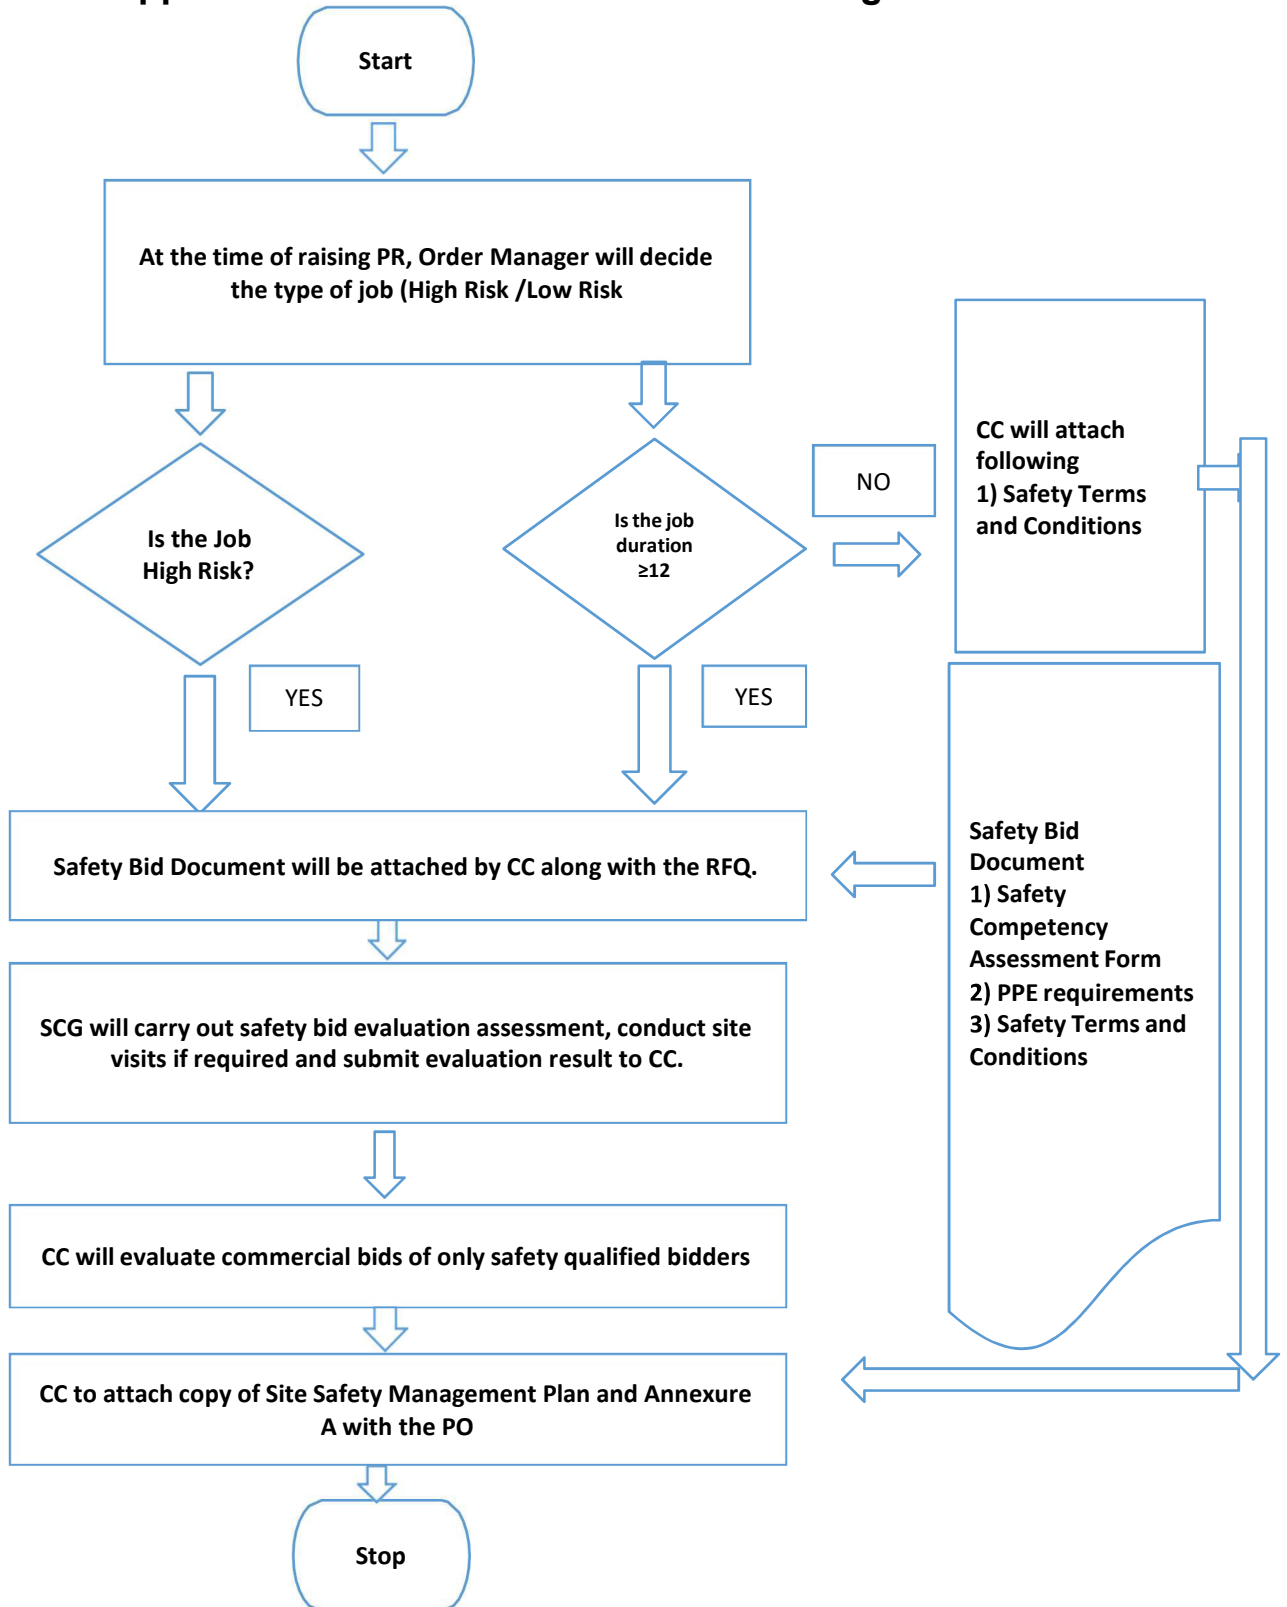 Start
At the time of raising PR, Order Manager will decide
the type of job (High Risk /Low Risk
Is the Job
High Risk?
Is the job
duration
≥12
NO
CC will attach
following
1) Safety Terms
and Conditions
YES
YES
Safety Bid Document will be attached by CC along with the RFQ.
Safety Bid
Document
1) Safety
Competency
Assessment Form
2) PPE requirements
3) Safety Terms and
Conditions
SCG will carry out safety bid evaluation assessment, conduct site
visits if required and submit evaluation result to CC.
CC will evaluate commercial bids of only safety qualified bidders
CC to attach copy of Site Safety Management Plan and Annexure
A with the PO
Stop